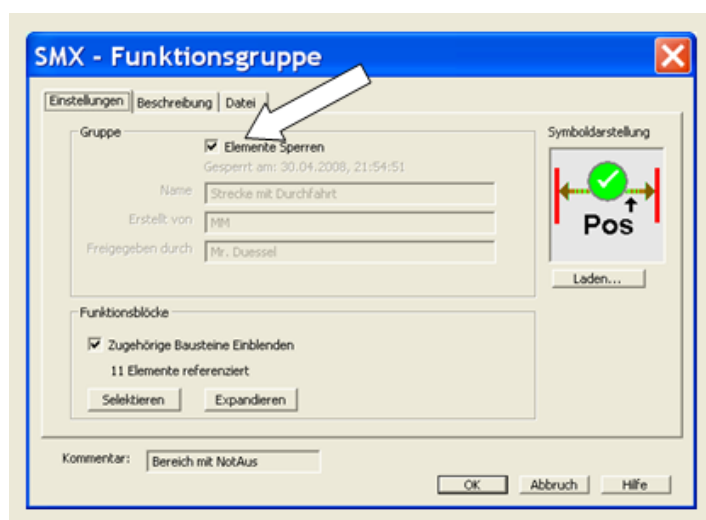 SMX - Funktionsgruppe
Einstellungen Beschreibung Datei
Gruppe
Elemente Sperren
Gesperrt am: 30.04.2008, 21:54:51
Name Strecke mit Durchfahrt
Erstellt von MM
Freigegeben durch Mr. Duessel
Symboldarstellung
Pos
Laden...
Funktionsblöcke
Zugehörige Bausteine Einblenden
11 Elemente referenziert
Selektieren Expandieren
Kommentar: Bereich mit NotAus
OK Abbruch Hilfe